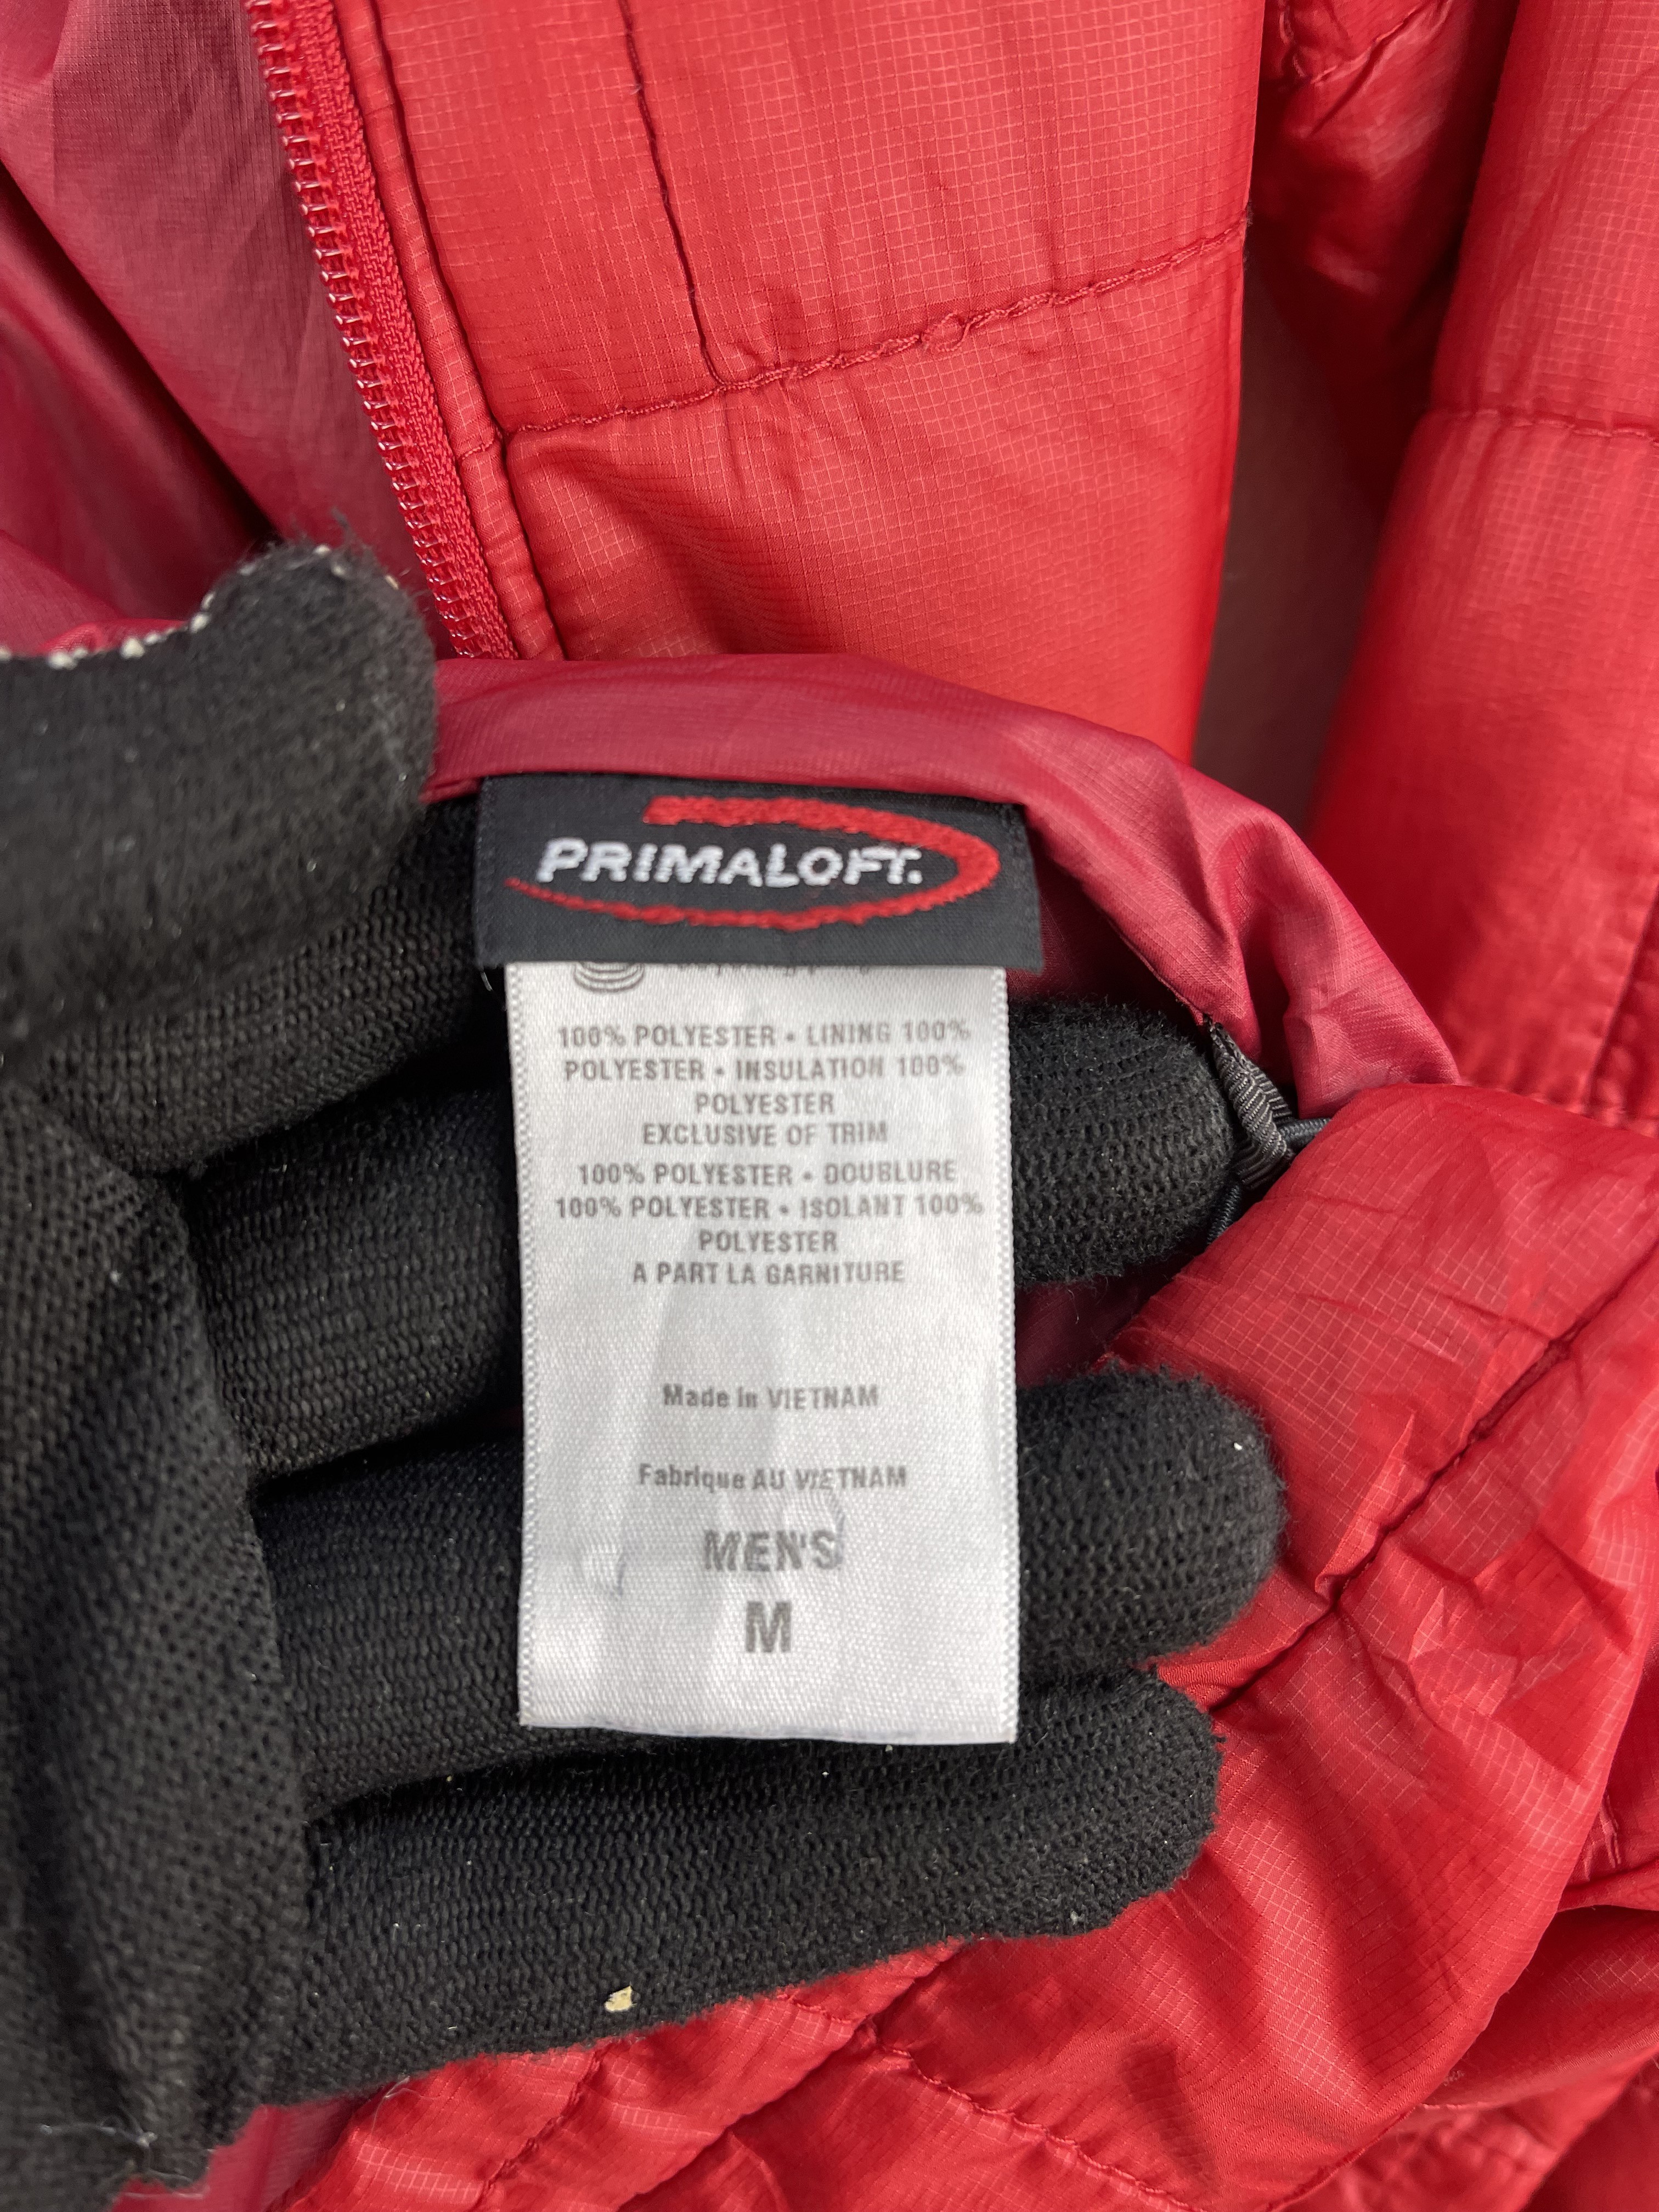 PRIMALOFT.
100% POLYESTER • LINING 100%
POLYESTER • INSULATION 100%
POLYESTER
EXCLUSIVE OF TRIM
100% POLYESTER • DOUBLURE
100% POLYESTER • ISOLANT 100%
POLYESTER
A PART LA GARNITURE
Made in VIETNAM
Fabrique AU VIETNAM
MEN'S
M